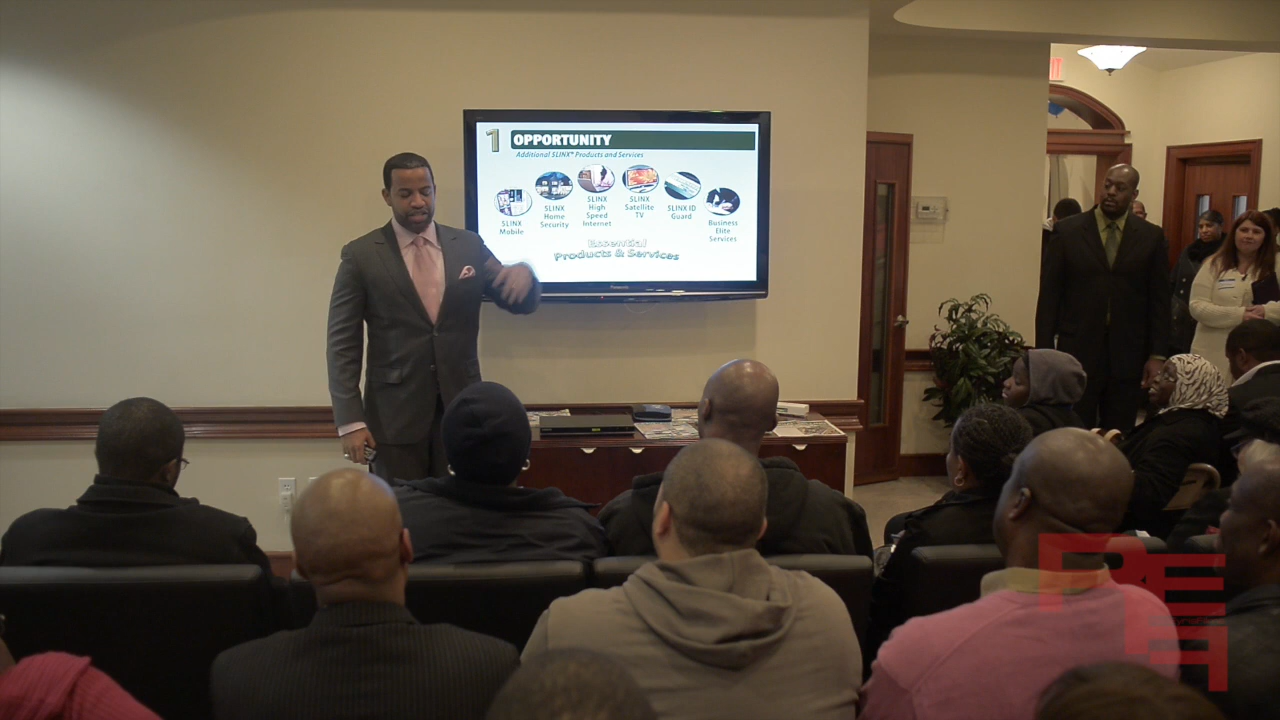 1 OPPORTUNITY
Additional SLINX® Products and Services
SLINX
Mobile
SLINX
Home
Security
SLINX
High
Speed
Internet
SLINX
Satellite
TV
SLINX ID
Guard
Business
Elite
Services
Essential
Products & Services
Panasonic